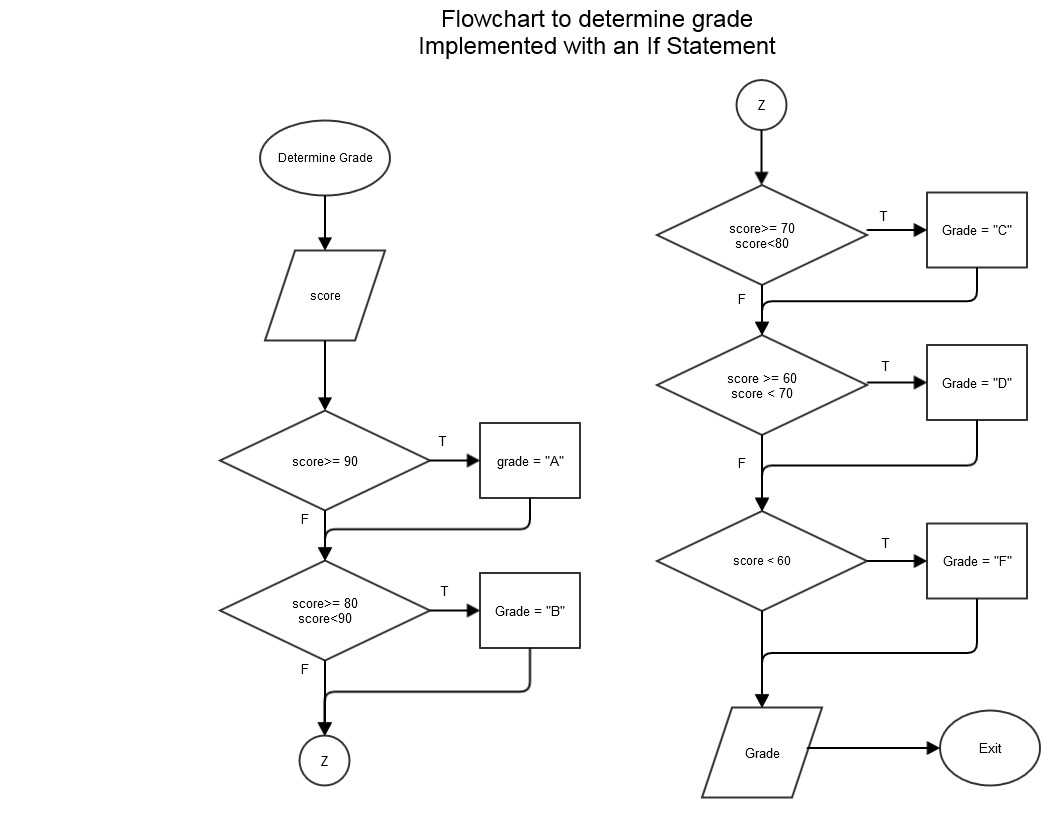 Flowchart to determine grade
Implemented with an If Statement
Determine Grade
score
score>= 90
T
grade = "A"
F
score>= 80
score<90
T
Grade = "B"
F
Z
Z
score>= 70
score<80
T
Grade = "C"
F
score >= 60
score < 70
T
Grade = "D"
F
score < 60
T
Grade = "F"
Grade
Exit